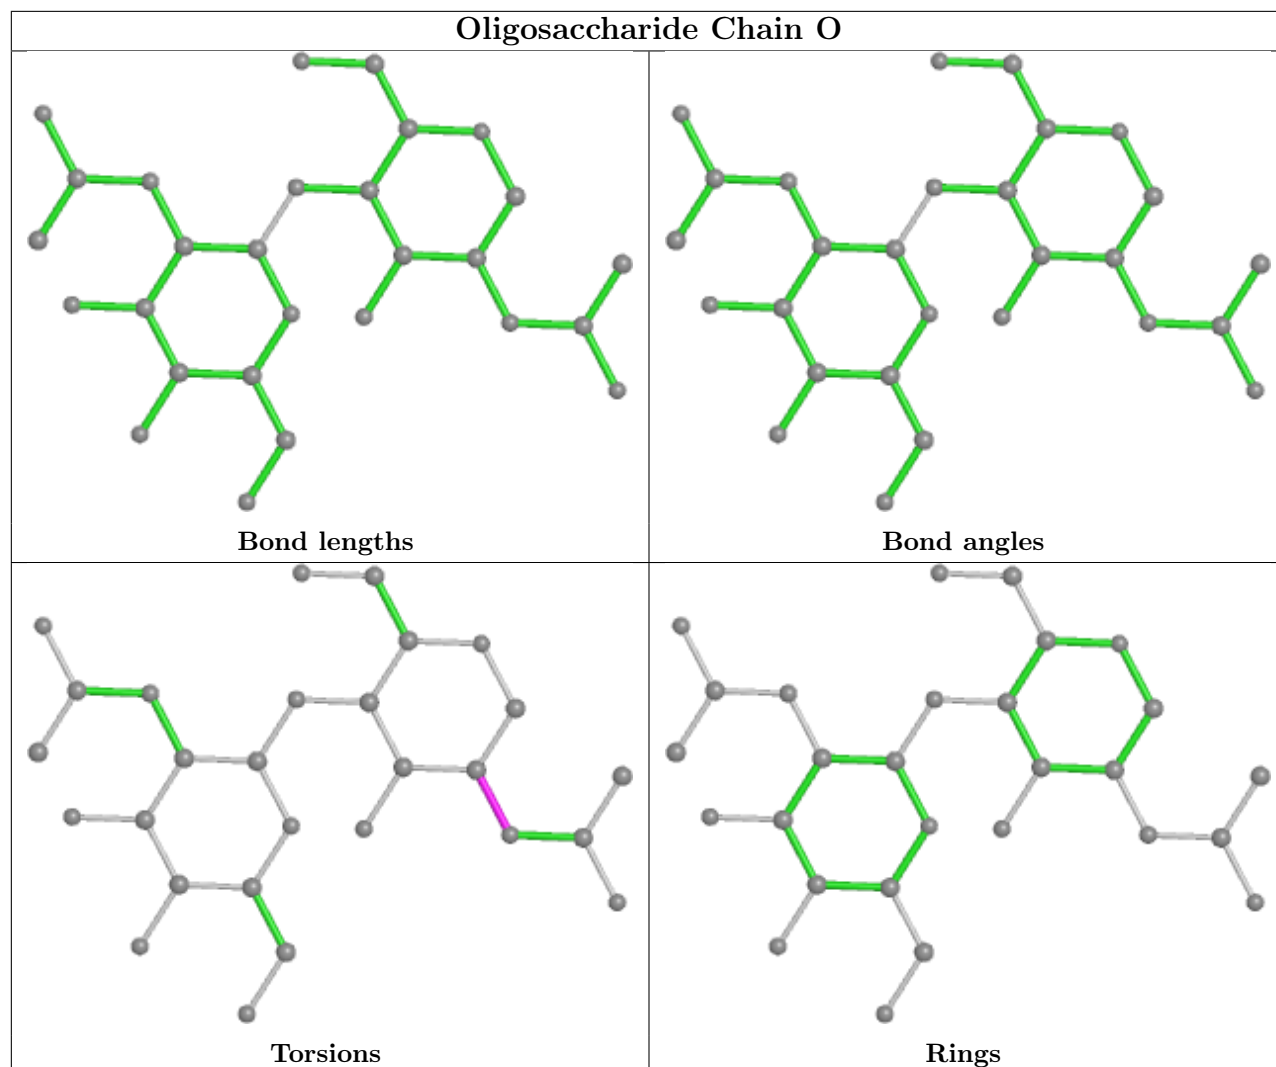 Oligosaccharide Chain O
Bond lengths
Bond angles
Torsions
Rings